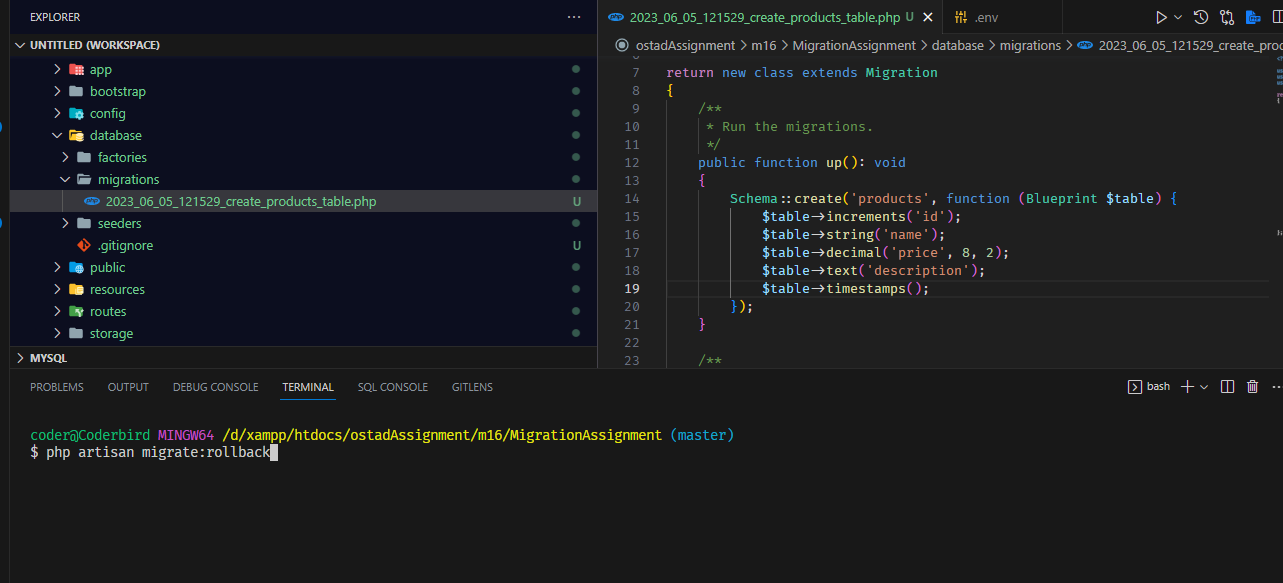 EXPLORER
UNTITLED (WORKSPACE)
app
bootstrap
config
database
factories
migrations
2023_06_05_121529_create_products_table.php U
seeders
.gitignore U
public
resources
routes
storage
MYSQL
2023_06_05_121529_create_products_table.php U
.env
ostadAssignment > m16 > MigrationAssignment > database > migrations > 2023_06_05_121529_create_proc
7 return new class extends Migration
8 {
9 /**
10 * Run the migrations.
11 */
12 public function up(): void
13 {
14 Schema::create('products', function (Blueprint $table) {
15 $table->increments('id');
16 $table->string('name');
17 $table->decimal('price', 8, 2);
18 $table->text('description');
19 $table->timestamps();
20 });
21 }
22
23 /**
PROBLEMS OUTPUT DEBUG CONSOLE TERMINAL SQL CONSOLE GITLENS
bash
coder@Coderbird MINGW64 /d/xampp/htdocs/ostadAssignment/m16/MigrationAssignment (master)
$ php artisan migrate:rollback